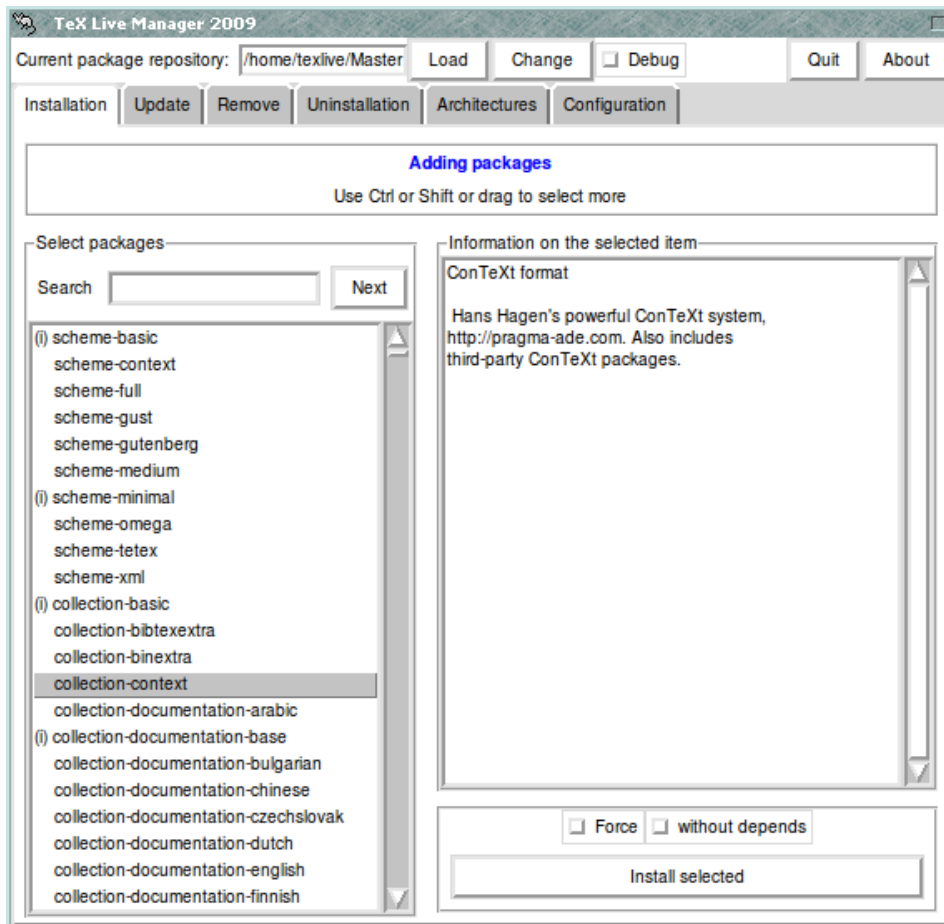 TeX Live Manager 2009
Current package repository: /home/texlive/Master Load Change Debug Quit About
Installation Update Remove Uninstallation Architectures Configuration
Adding packages
Use Ctrl or Shift or drag to select more
Select packages
Search Next
(i) scheme-basic
scheme-context
scheme-full
scheme-gust
scheme-gutenberg
scheme-medium
(i) scheme-minimal
scheme-omega
scheme-tetex
scheme-xml
(i) collection-basic
collection-bibtexextra
collection-binextra
collection-context
collection-documentation-arabic
(i) collection-documentation-base
collection-documentation-bulgarian
collection-documentation-chinese
collection-documentation-czechslovak
collection-documentation-dutch
collection-documentation-english
collection-documentation-finnish
Information on the selected item
ConTeXt format
Hans Hagen's powerful ConTeXt system,
http://pragma-ade.com. Also includes
third-party ConTeXt packages.
Force without depends
Install selected